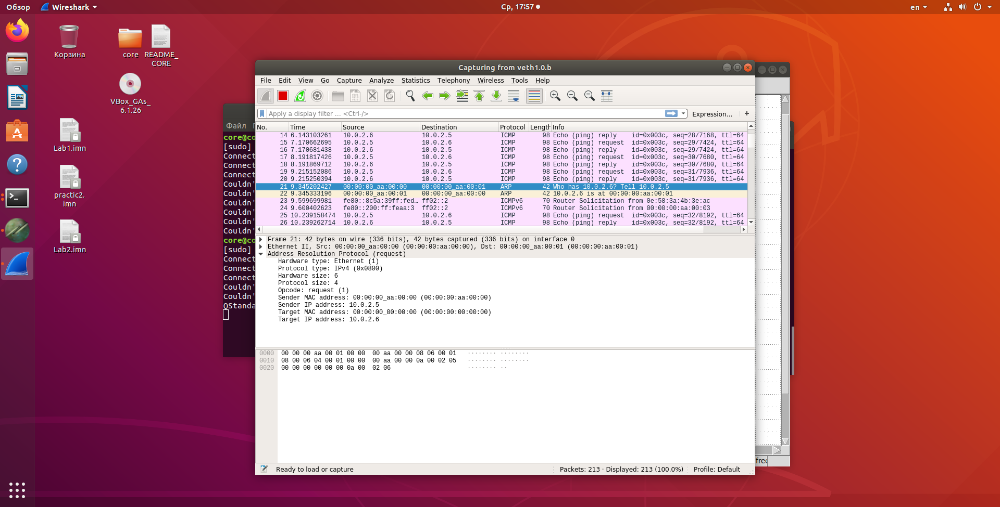 Обзор Wireshark Ср, 17:57 en
Корзина
core
README_
CORE
VBox_GAs_
6.1.26
Lab1.imn
practic2.
imn
Lab2.imn
Файл
core@co
[sudo]
Connect
Connect
Connect
Couldn'
Couldn'
Couldn'
Couldn'
Couldn'
Couldn'
core@co
[sudo]
Connect
Connect
Connect
Couldn'
Couldn'
QStanda
Capturing from veth1.0.b
File Edit View Go Capture Analyze Statistics Telephony Wireless Tools Help
Apply a display filter ... <Ctrl-/> Expression... +
No. Time Source Destination Protocol Length Info
14 6.143103261 10.0.2.6 10.0.2.5 ICMP 98 Echo (ping) reply id=0x003c, seq=28/7168, ttl=64
15 7.170662695 10.0.2.5 10.0.2.6 ICMP 98 Echo (ping) request id=0x003c, seq=29/7424, ttl=64
16 7.170681438 10.0.2.6 10.0.2.5 ICMP 98 Echo (ping) reply id=0x003c, seq=29/7424, ttl=64
17 8.191817426 10.0.2.5 10.0.2.6 ICMP 98 Echo (ping) request id=0x003c, seq=30/7680, ttl=64
18 8.191869712 10.0.2.6 10.0.2.5 ICMP 98 Echo (ping) reply id=0x003c, seq=30/7680, ttl=64
19 9.215152086 10.0.2.5 10.0.2.6 ICMP 98 Echo (ping) request id=0x003c, seq=31/7936, ttl=64
20 9.215250394 10.0.2.6 10.0.2.5 ICMP 98 Echo (ping) reply id=0x003c, seq=31/7936, ttl=64
21 9.345202427 00:00:00_aa:00:00 00:00:00_aa:00:01 ARP 42 Who has 10.0.2.6? Tell 10.0.2.5
22 9.345333196 00:00:00_aa:00:01 00:00:00_aa:00:00 ARP 42 10.0.2.6 is at 00:00:00:aa:00:01
23 9.599699981 fe80::8c5a:39ff:fed… ff02::2 ICMPv6 70 Router Solicitation from 0e:58:3a:4b:3e:ac
24 9.600402623 fe80::200:ff:feaa:3 ff02::2 ICMPv6 70 Router Solicitation from 00:00:00:aa:00:03
25 10.239158474 10.0.2.5 10.0.2.6 ICMP 98 Echo (ping) request id=0x003c, seq=32/8192, ttl=64
26 10.239262714 10.0.2.6 10.0.2.5 ICMP 98 Echo (ping) reply id=0x003c, seq=32/8192, ttl=64
Frame 21: 42 bytes on wire (336 bits), 42 bytes captured (336 bits) on interface 0
Ethernet II, Src: 00:00:00_aa:00:00 (00:00:00:aa:00:00), Dst: 00:00:00_aa:00:01 (00:00:00:aa:00:01)
Address Resolution Protocol (request)
Hardware type: Ethernet (1)
Protocol type: IPv4 (0x0800)
Hardware size: 6
Protocol size: 4
Opcode: request (1)
Sender MAC address: 00:00:00_aa:00:00 (00:00:00:aa:00:00)
Sender IP address: 10.0.2.5
Target MAC address: 00:00:00_00:00:00 (00:00:00:00:00:00)
Target IP address: 10.0.2.6
0000 00 00 00 aa 00 01 00 00 00 aa 00 00 08 06 00 01 ········ ········
0010 08 00 06 04 00 01 00 00 00 aa 00 00 0a 00 02 05 ········ ········
0020 00 00 00 00 00 00 0a 00 02 06 ········ ··
Ready to load or capture Packets: 213 · Displayed: 213 (100.0%) Profile: Default